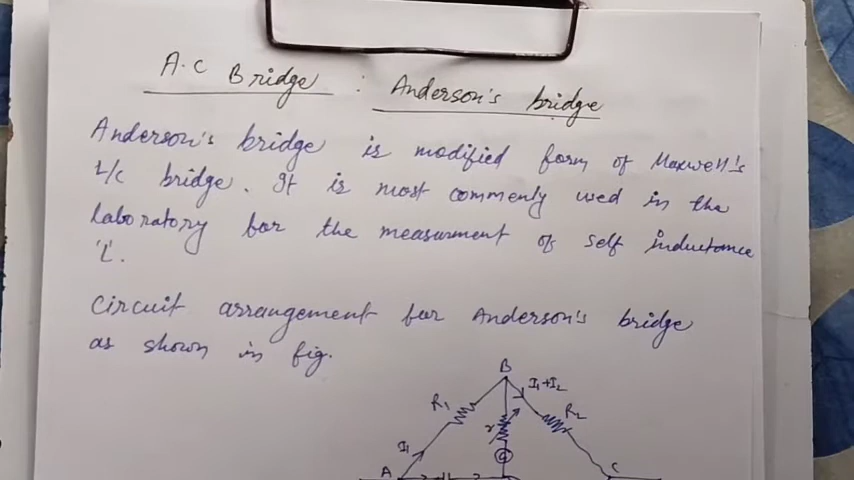 A.C Bridge : Anderson's bridge
Anderson's bridge is modified form of Maxwell's
L/C bridge. It is most commenly used in the
laboratory for the measurment of self inductance
'L'.
Circuit arrangement for Anderson's bridge
as shown in fig.
B
I1+I2
R1
R2
r
I1
G
A
C